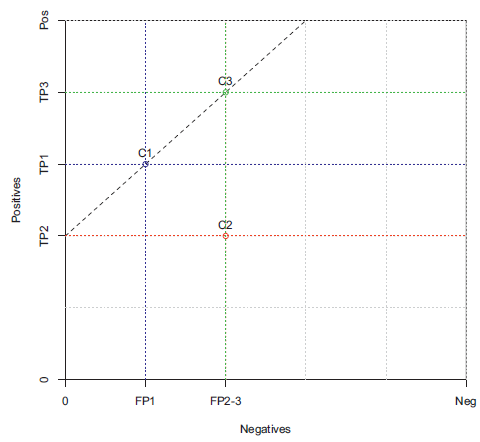 Pos
TP3
TP1
TP2
0
Positives
C3
C1
C2
0
FP1
FP2-3
Neg
Negatives